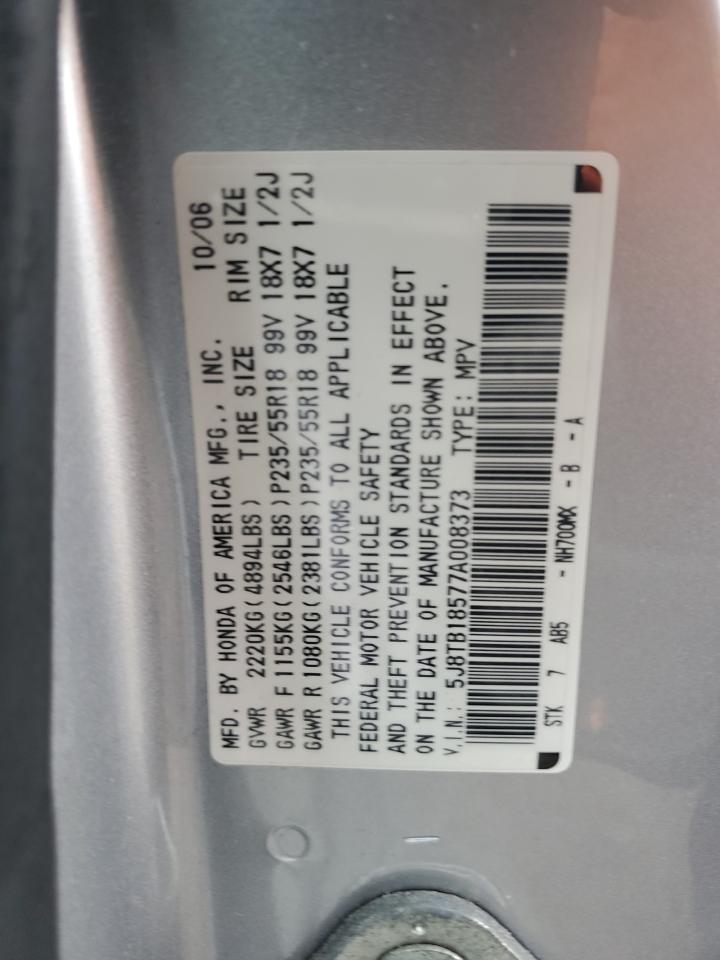 MFD. BY HONDA OF AMERICA MFG., INC. 10/06
GVWR 2220KG(4894LBS) TIRE SIZE RIM SIZE
GAWR F 1155KG(2546LBS)P235/55R18 99V 18X7 1/2J
GAWR R 1080KG(2381LBS)P235/55R18 99V 18X7 1/2J
THIS VEHICLE CONFORMS TO ALL APPLICABLE
FEDERAL MOTOR VEHICLE SAFETY
AND THEFT PREVENTION STANDARDS IN EFFECT
ON THE DATE OF MANUFACTURE SHOWN ABOVE.
V.I.N.: 5J8TB18577A008373 TYPE: MPV
STK 7 AB5 - NH700MX - B - A